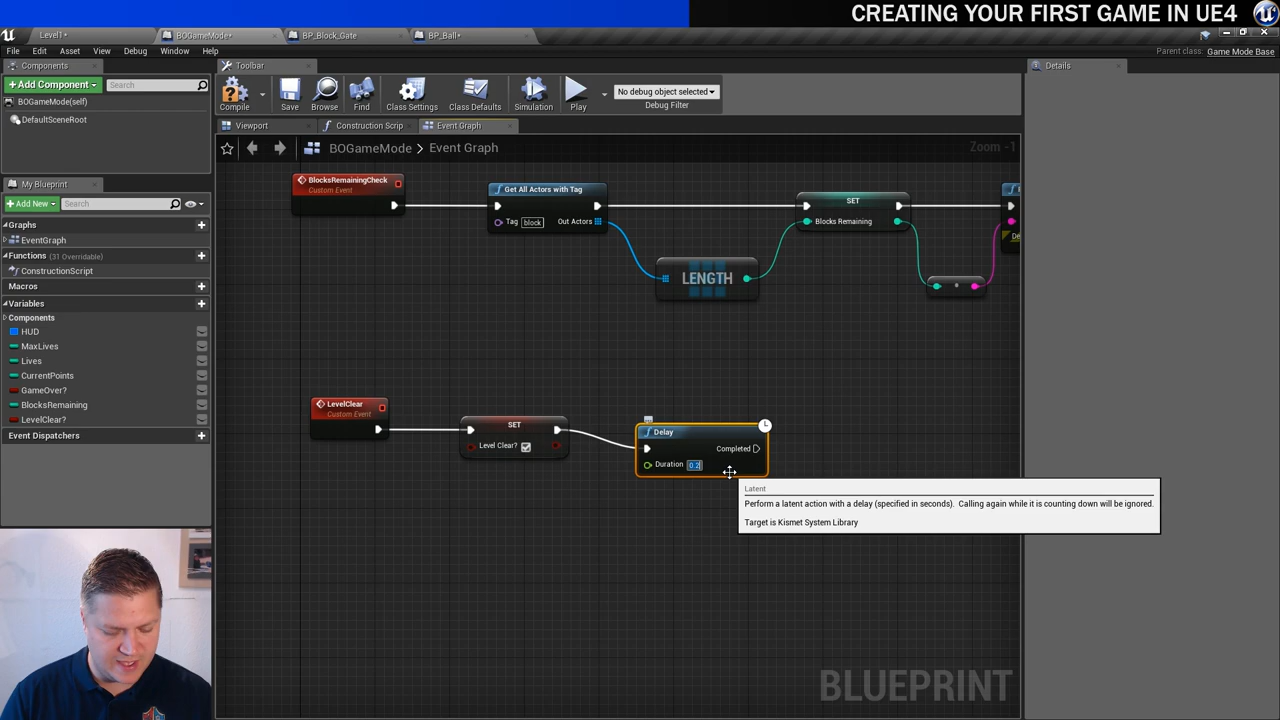 CREATING YOUR FIRST GAME IN UE4
Level1*
BOGameMode*
BP_Block_Gate
BP_Ball*
File Edit Asset View Debug Window Help
Parent class: Game Mode Base
Components
Toolbar
Details
+Add Component
Search
BOGameMode(self)
DefaultSceneRoot
Compile
Save
Browse
Find
Class Settings
Class Defaults
Simulation
Play
No debug object selected
Debug Filter
Viewport
Construction Scrip
Event Graph
BOGameMode > Event Graph
Zoom -1
My Blueprint
+Add New
Search
Graphs
EventGraph
Functions (31 Overridable)
ConstructionScript
Macros
Variables
Components
HUD
MaxLives
Lives
CurrentPoints
GameOver?
BlocksRemaining
LevelClear?
Event Dispatchers
BlocksRemainingCheck
Custom Event
Get All Actors with Tag
Tag block
Out Actors
LENGTH
SET
Blocks Remaining
LevelClear
Custom Event
SET
Level Clear?
Delay
Completed
Duration 0.2
Latent
Perform a latent action with a delay (specified in seconds). Calling again while it is counting down will be ignored.
Target is Kismet System Library
BLUEPRINT